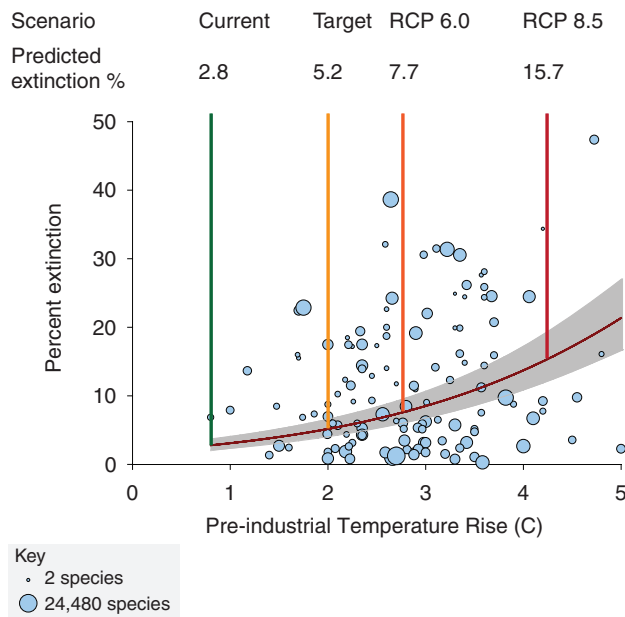 Scenario Current Target RCP 6.0 RCP 8.5
Predicted
extinction % 2.8 5.2 7.7 15.7
50
40
30
20
10
0
Percent extinction
0 1 2 3 4 5
Pre-industrial Temperature Rise (C)
Key
2 species
24,480 species